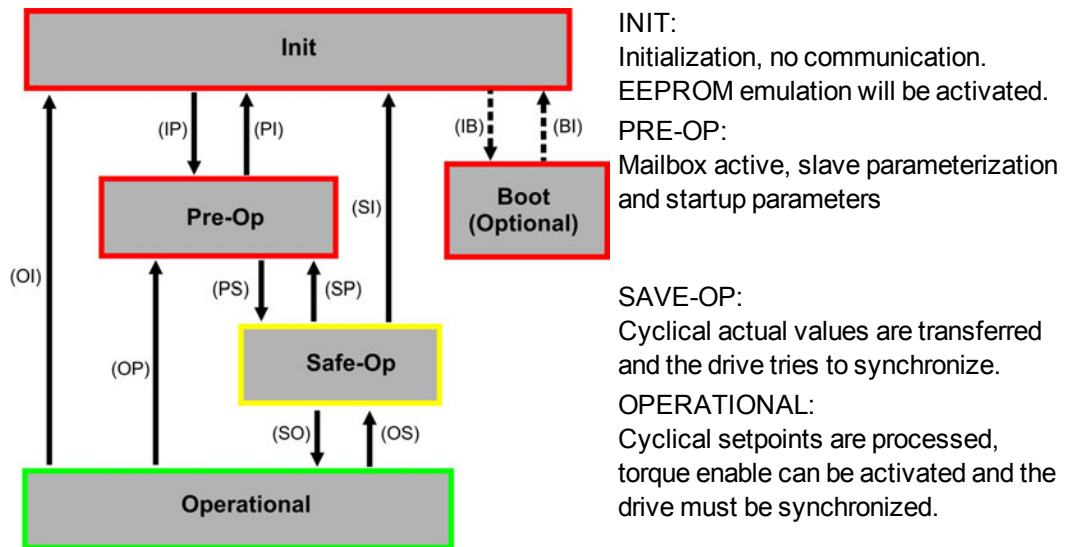 Init
(IP)
(PI)
(IB)
(BI)
Pre-Op
(SI)
Boot
(Optional)
(OI)
(PS)
(SP)
(OP)
Safe-Op
(SO)
(OS)
Operational
INIT:
Initialization, no communication.
EEPROM emulation will be activated.
PRE-OP:
Mailbox active, slave parameterization
and startup parameters
SAVE-OP:
Cyclical actual values are transferred
and the drive tries to synchronize.
OPERATIONAL:
Cyclical setpoints are processed,
torque enable can be activated and the
drive must be synchronized.